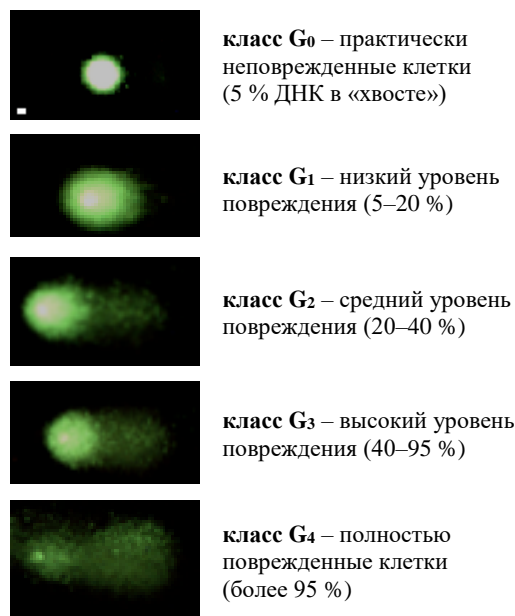 класс G₀ – практически
неповрежденные клетки
(5 % ДНК в «хвосте»)
класс G₁ – низкий уровень
повреждения (5–20 %)
класс G₂ – средний уровень
повреждения (20–40 %)
класс G₃ – высокий уровень
повреждения (40–95 %)
класс G₄ – полностью
поврежденные клетки
(более 95 %)